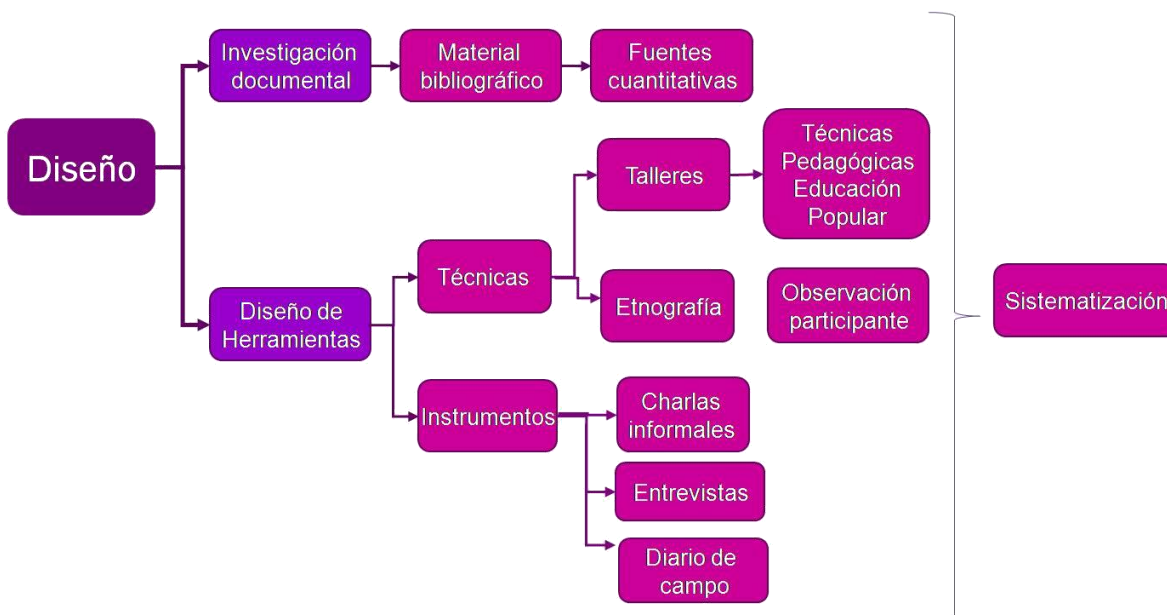 Diseño
Investigación
documental
Material
bibliográfico
Fuentes
cuantitativas
Diseño de
Herramientas
Técnicas
Talleres
Técnicas
Pedagógicas
Educación
Popular
Etnografía
Observación
participante
Instrumentos
Charlas
informales
Entrevistas
Diario de
campo
Sistematización